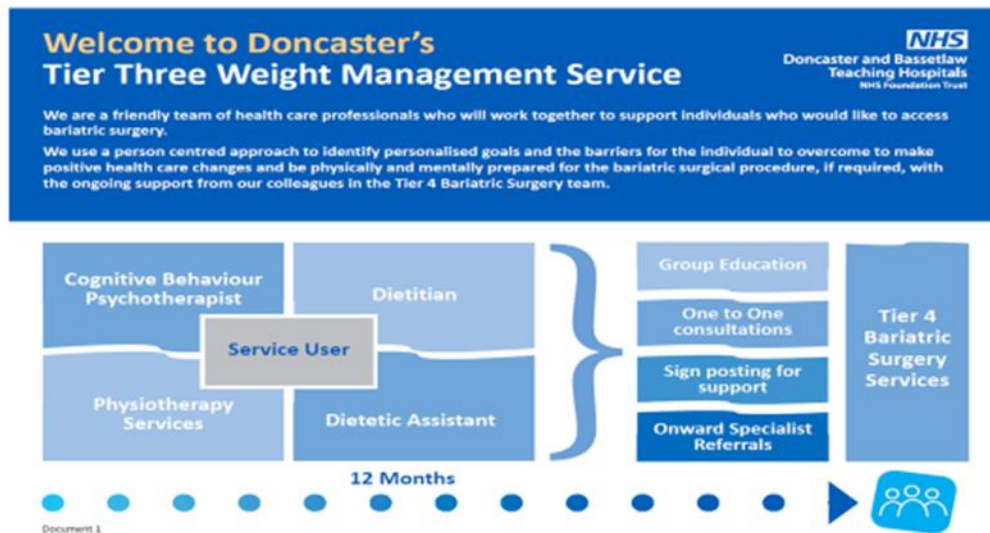 Welcome to Doncaster's
Tier Three Weight Management Service
NHS
Doncaster and Bassetlaw
Teaching Hospitals
NHS Foundation Trust
We are a friendly team of health care professionals who will work together to support individuals who would like to access
bariatric surgery.
We use a person centred approach to identify personalised goals and the barriers for the individual to overcome to make
positive health care changes and be physically and mentally prepared for the bariatric surgical procedure, if required, with
the ongoing support from our colleagues in the Tier 4 Bariatric Surgery team.
Cognitive Behaviour
Psychotherapist
Dietitian
Service User
Physiotherapy
Services
Dietetic Assistant
Group Education
One to One
consultations
Sign posting for
support
Onward Specialist
Referrals
Tier 4
Bariatric
Surgery
Services
12 Months
Document 1